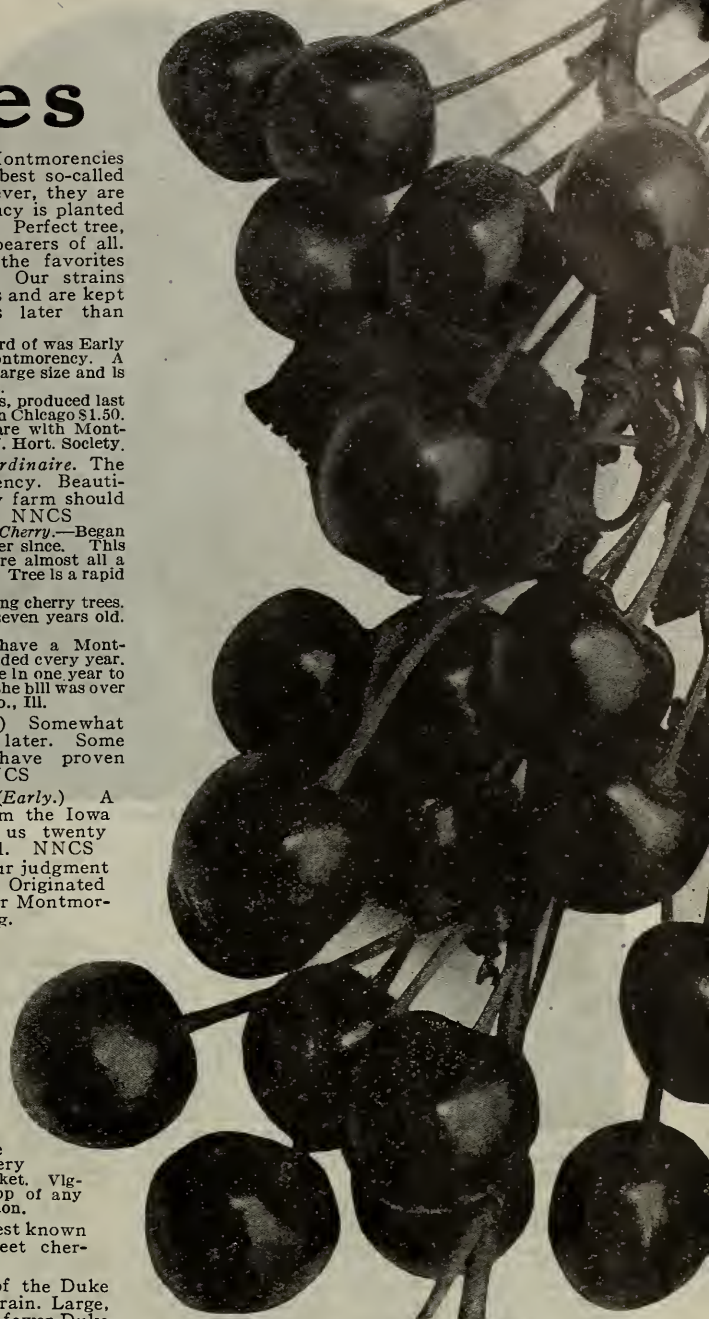 es
Montmorencies
best so-called
ever, they are
ncy is planted
Perfect tree,
bearers of all.
the favorites
Our strains
s and are kept
s later than
rd of was Early
ontmorency. A
arge size and is
s, produced last
n Chicago $1.50.
are with Mont-
. Hort. Society.
rdinaire. The
ency. Beauti-
y farm should
NNCS
Cherry.—Began
er since. This
re almost all a
Tree is a rapid
ng cherry trees.
seven years old.
have a Mont-
ded every year.
e in one year to
he bill was over
o., Ill.
) Somewhat
later. Some
have proven
CS
(Early.) A
m the Iowa
us twenty
l. NNCS
ur judgment
Originated
r Montmor-
g.
e
ery
ket. Vig-
op of any
on.
est known
eet cher-
of the Duke
rain. Large,
fewer Duke